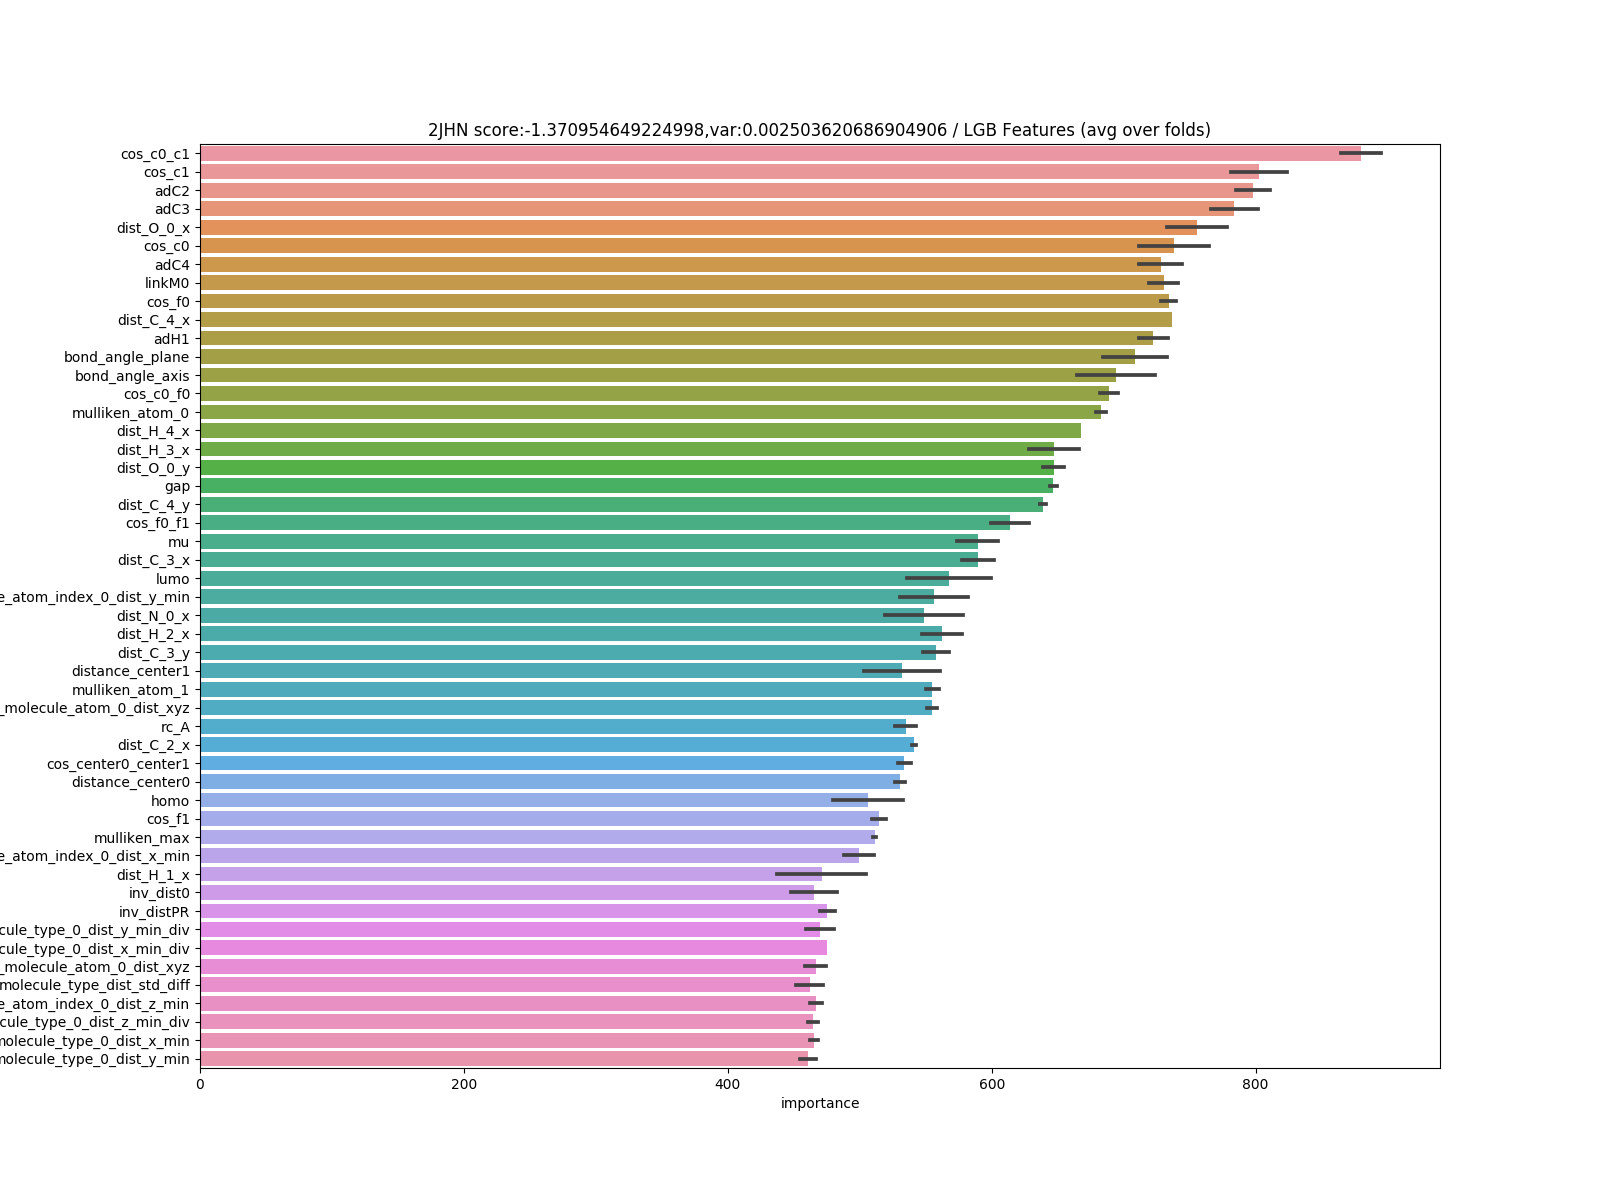 2JHN score:-1.370954649224998,var:0.002503620686904906 / LGB Features (avg over folds)
cos_c0_c1
cos_c1
adC2
adC3
dist_O_0_x
cos_c0
adC4
linkM0
cos_f0
dist_C_4_x
adH1
bond_angle_plane
bond_angle_axis
cos_c0_f0
mulliken_atom_0
dist_H_4_x
dist_H_3_x
dist_O_0_y
gap
dist_C_4_y
cos_f0_f1
mu
dist_C_3_x
lumo
e_atom_index_0_dist_y_min
dist_N_0_x
dist_H_2_x
dist_C_3_y
distance_center1
mulliken_atom_1
_molecule_atom_0_dist_xyz
rc_A
dist_C_2_x
cos_center0_center1
distance_center0
homo
cos_f1
mulliken_max
e_atom_index_0_dist_x_min
dist_H_1_x
inv_dist0
inv_distPR
cule_type_0_dist_y_min_div
cule_type_0_dist_x_min_div
_molecule_atom_0_dist_xyz
molecule_type_dist_std_diff
e_atom_index_0_dist_z_min
cule_type_0_dist_z_min_div
molecule_type_0_dist_x_min
molecule_type_0_dist_y_min
0 200 400 600 800
importance